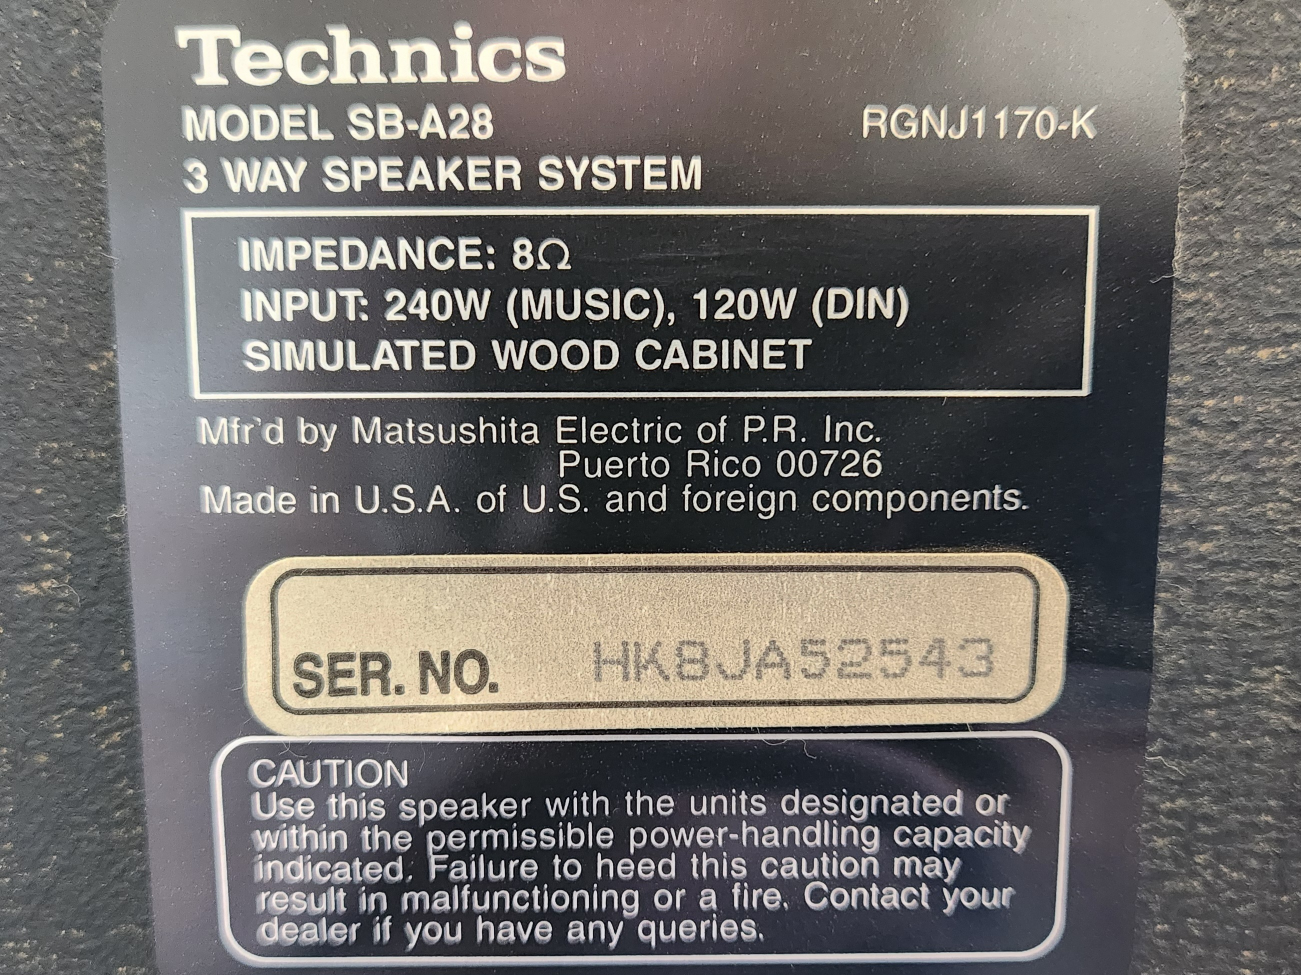 Technics
MODEL SB-A28 RGNJ1170-K
3 WAY SPEAKER SYSTEM
IMPEDANCE: 8Ω
INPUT: 240W (MUSIC), 120W (DIN)
SIMULATED WOOD CABINET
Mfr'd by Matsushita Electric of P.R. Inc.
Puerto Rico 00726
Made in U.S.A. of U.S. and foreign components.
SER. NO. HK8JA52543
CAUTION
Use this speaker with the units designated or
within the permissible power-handling capacity
indicated. Failure to heed this caution may
result in malfunctioning or a fire. Contact your
dealer if you have any queries.